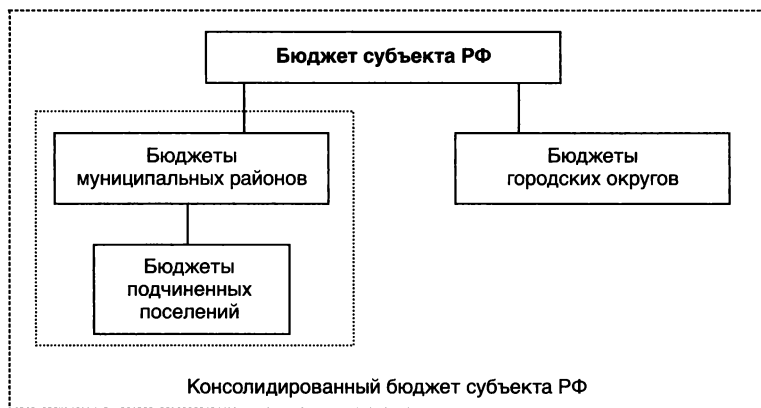 Бюджет субъекта РФ
Бюджеты
муниципальных районов
Бюджеты
городских округов
Бюджеты
подчиненных
поселений
Консолидированный бюджет субъекта РФ